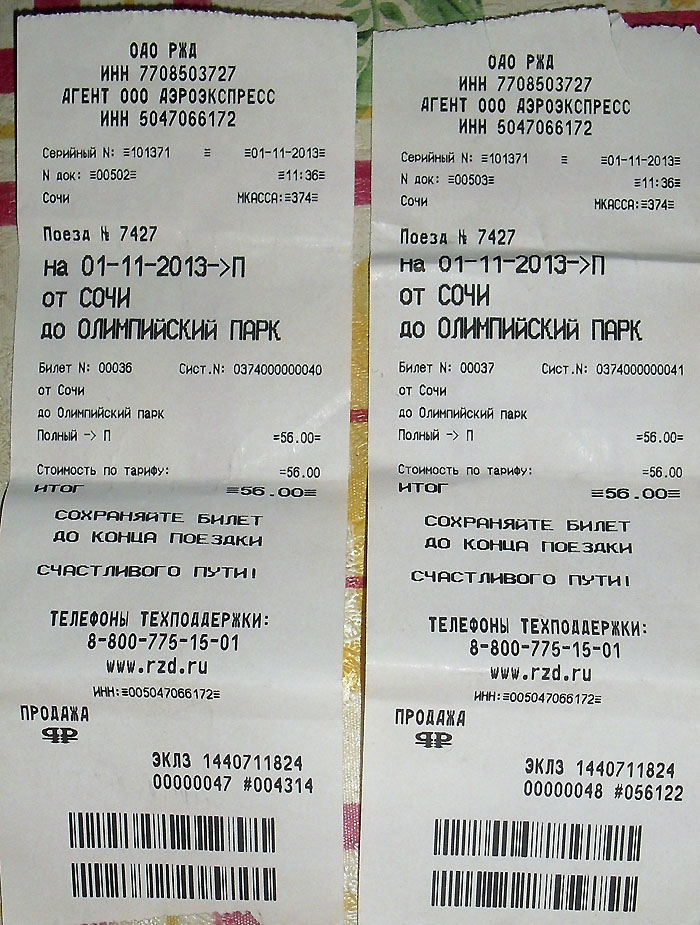 ОАО РЖД
ИНН 7708503727
АГЕНТ ООО АЭРОЭКСПРЕСС
ИНН 5047066172
Серийный N: ≡101371 ≡ ≡01-11-2013≡
N док: ≡00502≡ ≡11:36≡
Сочи МКАССА:≡374≡
Поезд № 7427
на 01-11-2013->П
от СОЧИ
до ОЛИМПИЙСКИЙ ПАРК
Билет N: 00036 Сист.N: 0374000000040
от Сочи
до Олимпийский парк
Полный -> П =56.00=
Стоимость по тарифу: =56.00
ИТОГ ≡56.00≡
СОХРАНЯЙТЕ БИЛЕТ
ДО КОНЦА ПОЕЗДКИ
СЧАСТЛИВОГО ПУТИ!
ТЕЛЕФОНЫ ТЕХПОДДЕРЖКИ:
8-800-775-15-01
www.rzd.ru
ИНН:≡005047066172≡
ПРОДАЖА
ЭКЛЗ 1440711824
00000047 #004314
ОАО РЖД
ИНН 7708503727
АГЕНТ ООО АЭРОЭКСПРЕСС
ИНН 5047066172
Серийный N: ≡101371 ≡ ≡01-11-2013≡
N док: ≡00503≡ ≡11:36≡
Сочи МКАССА:≡374≡
Поезд № 7427
на 01-11-2013->П
от СОЧИ
до ОЛИМПИЙСКИЙ ПАРК
Билет N: 00037 Сист.N: 0374000000041
от Сочи
до Олимпийский парк
Полный -> П =56.00=
Стоимость по тарифу: =56.00
ИТОГ ≡56.00≡
СОХРАНЯЙТЕ БИЛЕТ
ДО КОНЦА ПОЕЗДКИ
СЧАСТЛИВОГО ПУТИ!
ТЕЛЕФОНЫ ТЕХПОДДЕРЖКИ:
8-800-775-15-01
www.rzd.ru
ИНН:≡005047066172≡
ПРОДАЖА
ЭКЛЗ 1440711824
00000048 #056122